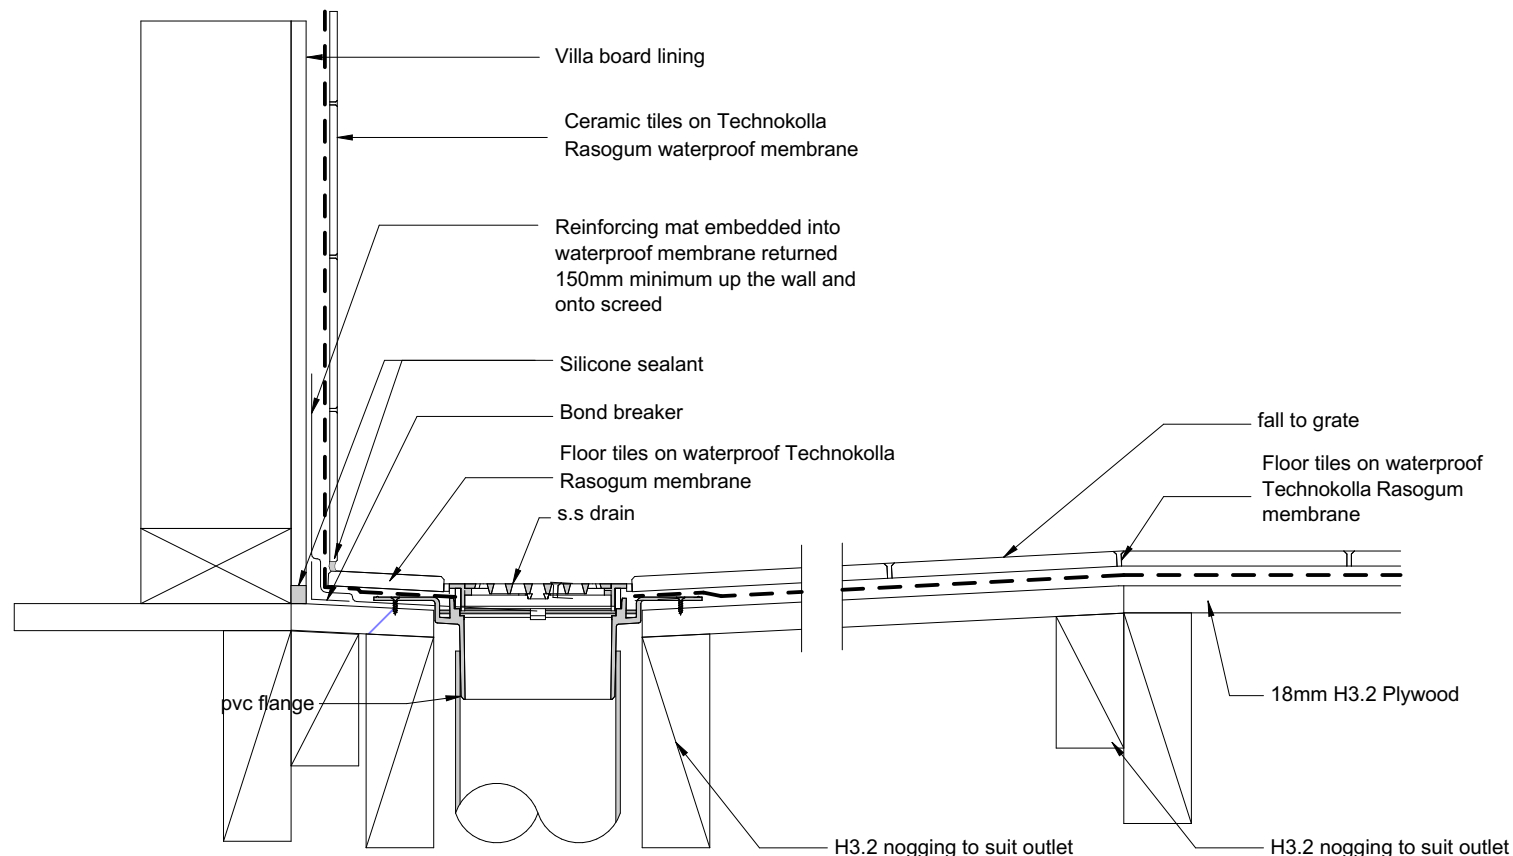 Villa board lining
Ceramic tiles on Technokolla
Rasogum waterproof membrane
Reinforcing mat embedded into
waterproof membrane returned
150mm minimum up the wall and
onto screed
Silicone sealant
Bond breaker
Floor tiles on waterproof Technokolla
Rasogum membrane
s.s drain
fall to grate
Floor tiles on waterproof
Technokolla Rasogum
membrane
pvc flange
18mm H3.2 Plywood
H3.2 nogging to suit outlet
H3.2 nogging to suit outlet